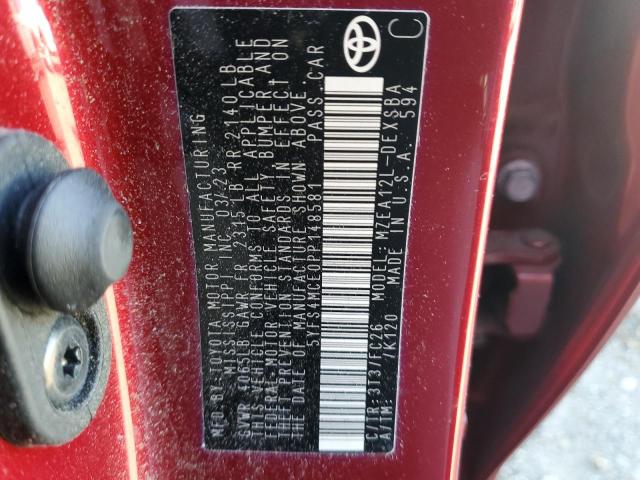 MFD.BY:TOYOTA MOTOR MANUFACTURING
MISSISSIPPI INC. 03/23
GVWR 4065LB GAWR FR 2315LB RR 2140LB
THIS VEHICLE CONFORMS TO ALL APPLICABLE
FEDERAL MOTOR VEHICLE SAFETY BUMPER AND
THEFT PREVENTION STANDARDS IN EFFECT ON
THE DATE OF MANUFACTURE SHOWN ABOVE.
5YFS4MCE0PP148581 PASS. CAR
C/TR:3T3/FC26 MODEL:MZEA12L-DEXSBA
A/TM: /K120 MADE IN U.S.A. 594
C